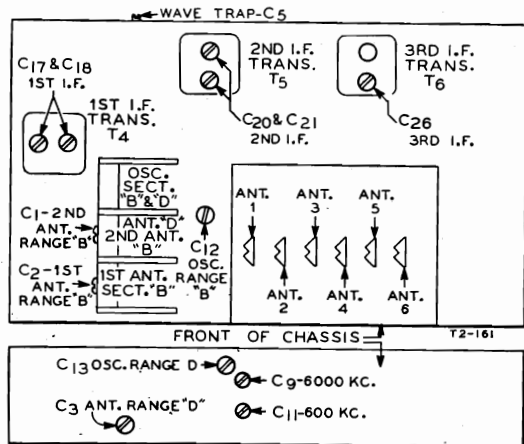 WAVE TRAP-C5
C17 & C18
1ST I.F.
1ST I.F.
TRANS.
T4
2ND I.F.
TRANS.
T5
C20 & C21
2ND I.F.
3RD I.F.
TRANS.
T6
C26
3RD I.F.
OSC.
SECT.
"B"&"D"
ANT. "D"
2ND ANT.
"B"
1ST ANT.
SECT. "B"
C1-2ND
ANT.
RANGE "B"
C2-1ST
ANT.
RANGE "B"
C12
OSC.
RANGE
"B"
ANT.
1
ANT.
3
ANT.
5
ANT.
2
ANT.
4
ANT.
6
FRONT OF CHASSIS
T2-161
C13 OSC. RANGE D
C9-6000 KC.
C11-600 KC.
C3 ANT. RANGE "D"